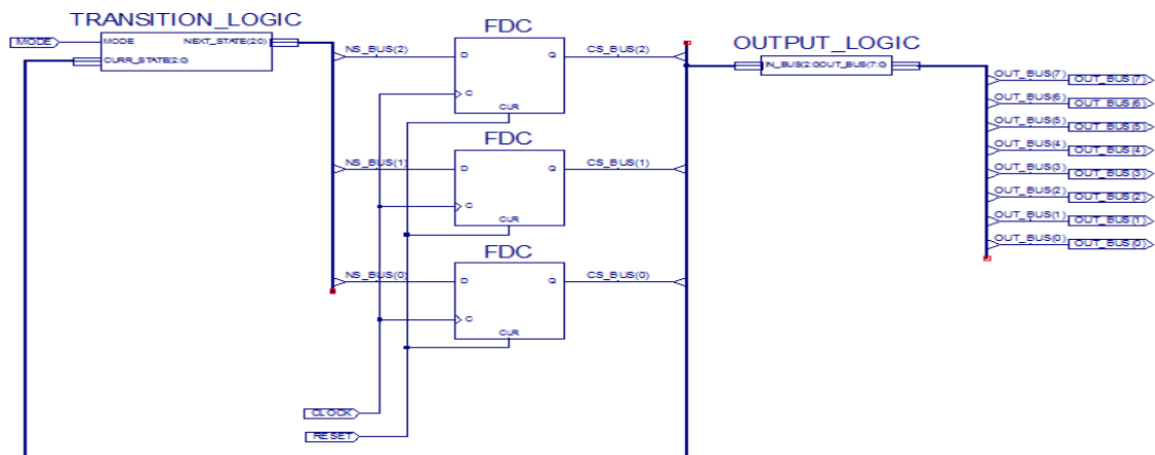 TRANSITION_LOGIC
FDC
OUTPUT_LOGIC
MODE
MODE
NEXT_STATE(2:0)
CURR_STATE(2:0
NS_BUS(2)
D
Q
C
CLR
CS_BUS(2)
IN_BUS(2:0OUT_BUS(7:0
OUT_BUS(7)
OUT_BUS(7)
OUT_BUS(6)
OUT_BUS(6)
OUT_BUS(5)
OUT_BUS(5)
OUT_BUS(4)
OUT_BUS(4)
OUT_BUS(3)
OUT_BUS(3)
OUT_BUS(2)
OUT_BUS(2)
OUT_BUS(1)
OUT_BUS(1)
OUT_BUS(0)
OUT_BUS(0)
FDC
NS_BUS(1)
D
Q
C
CLR
CS_BUS(1)
FDC
NS_BUS(0)
D
Q
C
CLR
CS_BUS(0)
CLOCK
RESET